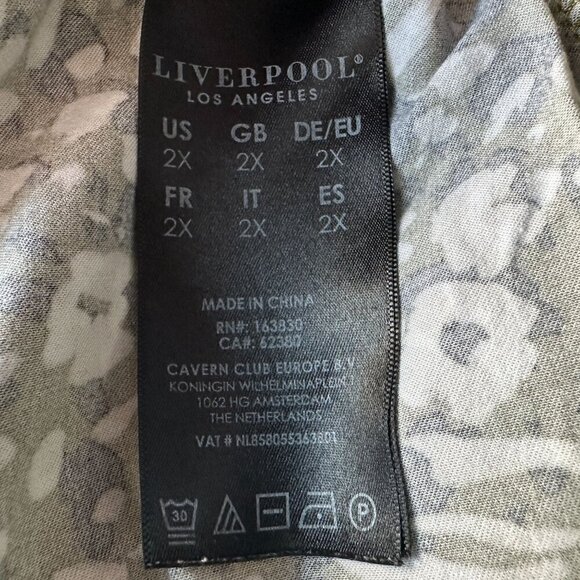 LIVERPOOL®
LOS ANGELES
US GB DE/EU
2X 2X 2X
FR IT ES
2X 2X 2X
MADE IN CHINA
RN#: 163830
CA#: 62380
CAVERN CLUB EUROPE B.V.
KONINGIN WILHELMINAPLEIN 1
1062 HG AMSTERDAM
THE NETHERLANDS
VAT # NL858055363B01
30 P